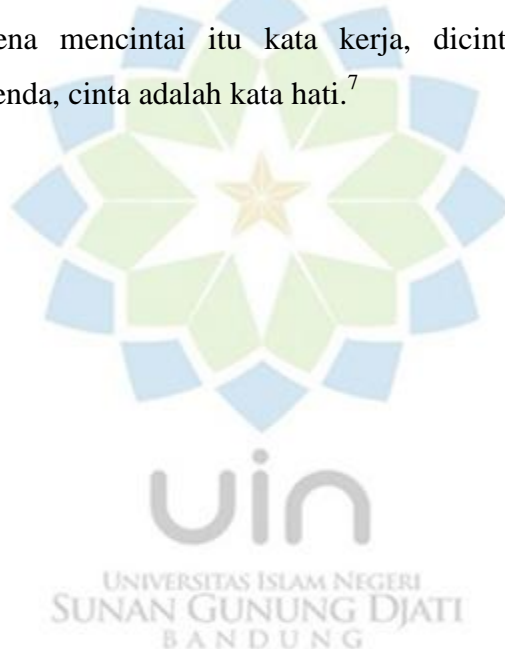 ena mencintai itu kata kerja, dicint
enda, cinta adalah kata hati.7
uin
UNIVERSITAS ISLAM NEGERI
SUNAN GUNUNG DJATI
BANDUNG